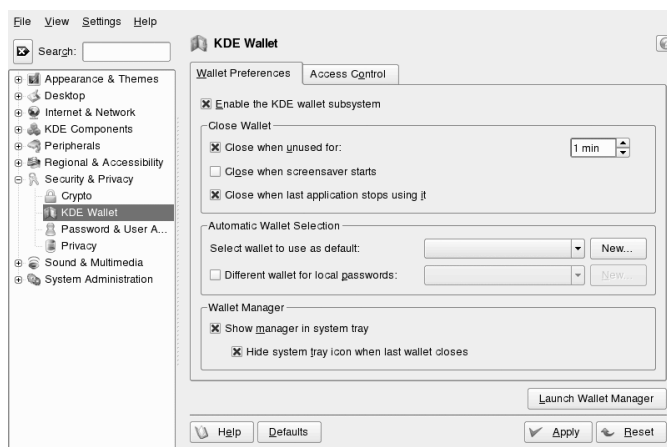 File View Settings Help
Search:
Appearance & Themes
Desktop
Internet & Network
KDE Components
Peripherals
Regional & Accessibility
Security & Privacy
Crypto
KDE Wallet
Password & User A...
Privacy
Sound & Multimedia
System Administration
KDE Wallet
Wallet Preferences Access Control
Enable the KDE wallet subsystem
Close Wallet
Close when unused for: 1 min
Close when screensaver starts
Close when last application stops using it
Automatic Wallet Selection
Select wallet to use as default: New...
Different wallet for local passwords: New...
Wallet Manager
Show manager in system tray
Hide system tray icon when last wallet closes
Launch Wallet Manager
Help Defaults Apply Reset